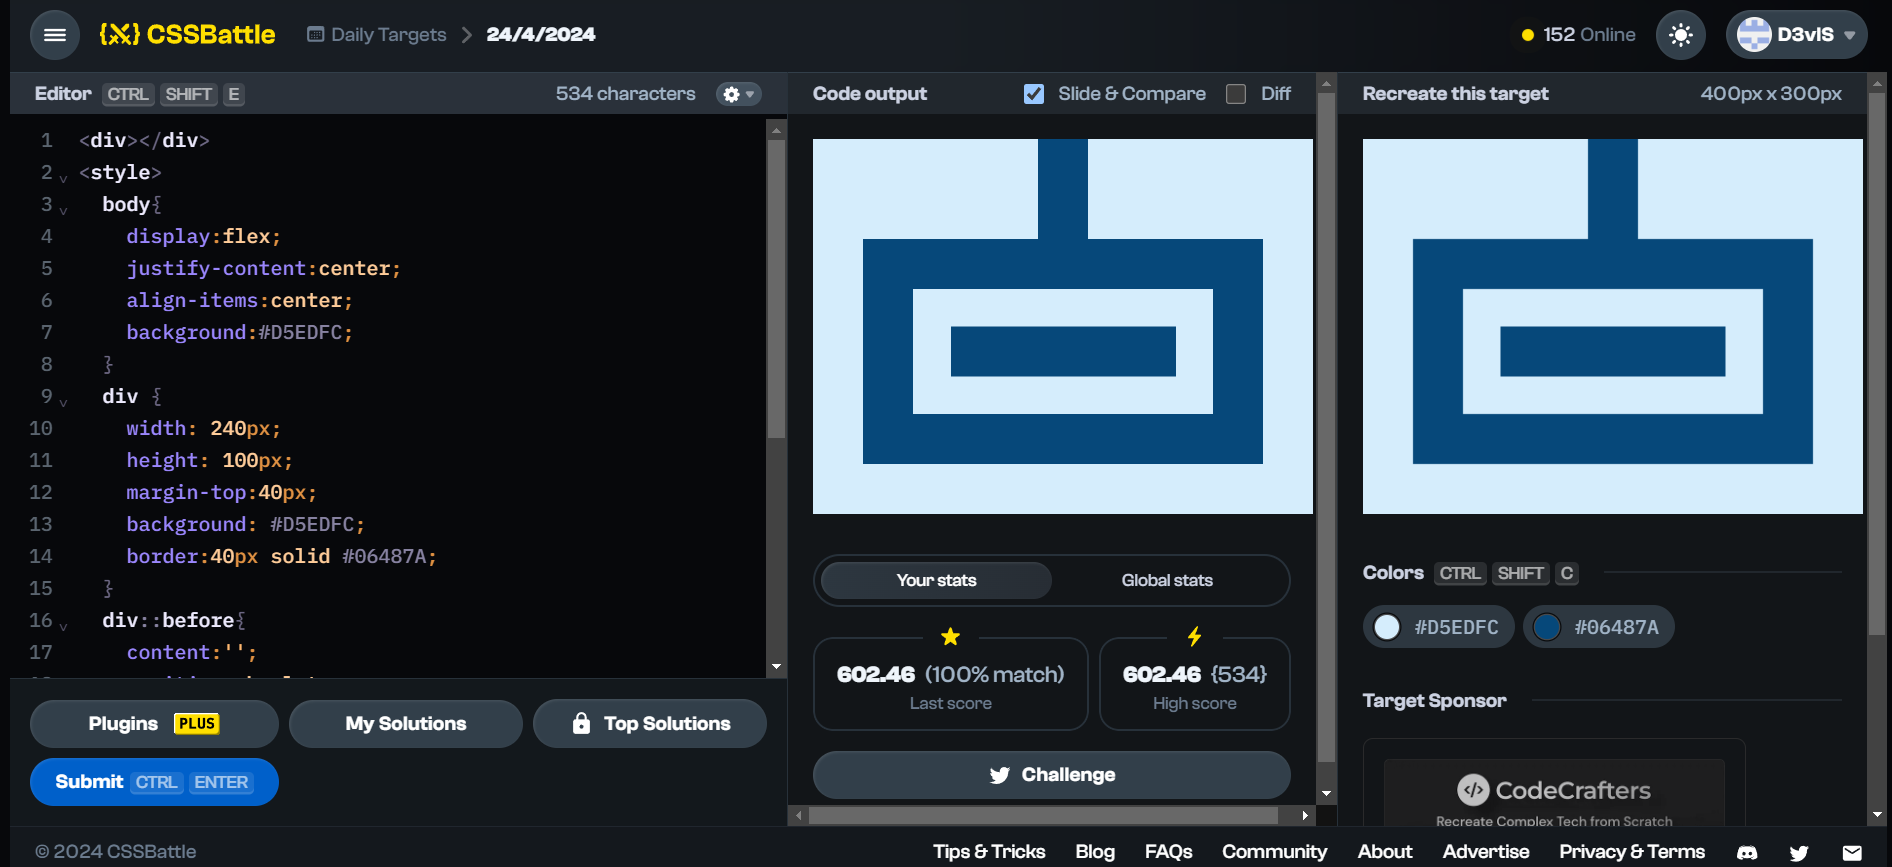 {X} CSSBattle
Daily Targets > 24/4/2024
152 Online
D3vlS
Editor CTRL SHIFT E
534 characters
1 <div></div>
2 <style>
3 body{
4 display:flex;
5 justify-content:center;
6 align-items:center;
7 background:#D5EDFC;
8 }
9 div {
10 width: 240px;
11 height: 100px;
12 margin-top:40px;
13 background: #D5EDFC;
14 border:40px solid #06487A;
15 }
16 div::before{
17 content:'';
Plugins PLUS
My Solutions
Top Solutions
Submit CTRL ENTER
Code output
Slide & Compare
Diff
Your stats
Global stats
602.46 (100% match)
Last score
602.46 {534}
High score
Challenge
Recreate this target
400px x 300px
Colors CTRL SHIFT C
#D5EDFC
#06487A
Target Sponsor
</> CodeCrafters
Recreate Complex Tech from Scratch
© 2024 CSSBattle
Tips & Tricks
Blog
FAQs
Community
About
Advertise
Privacy & Terms